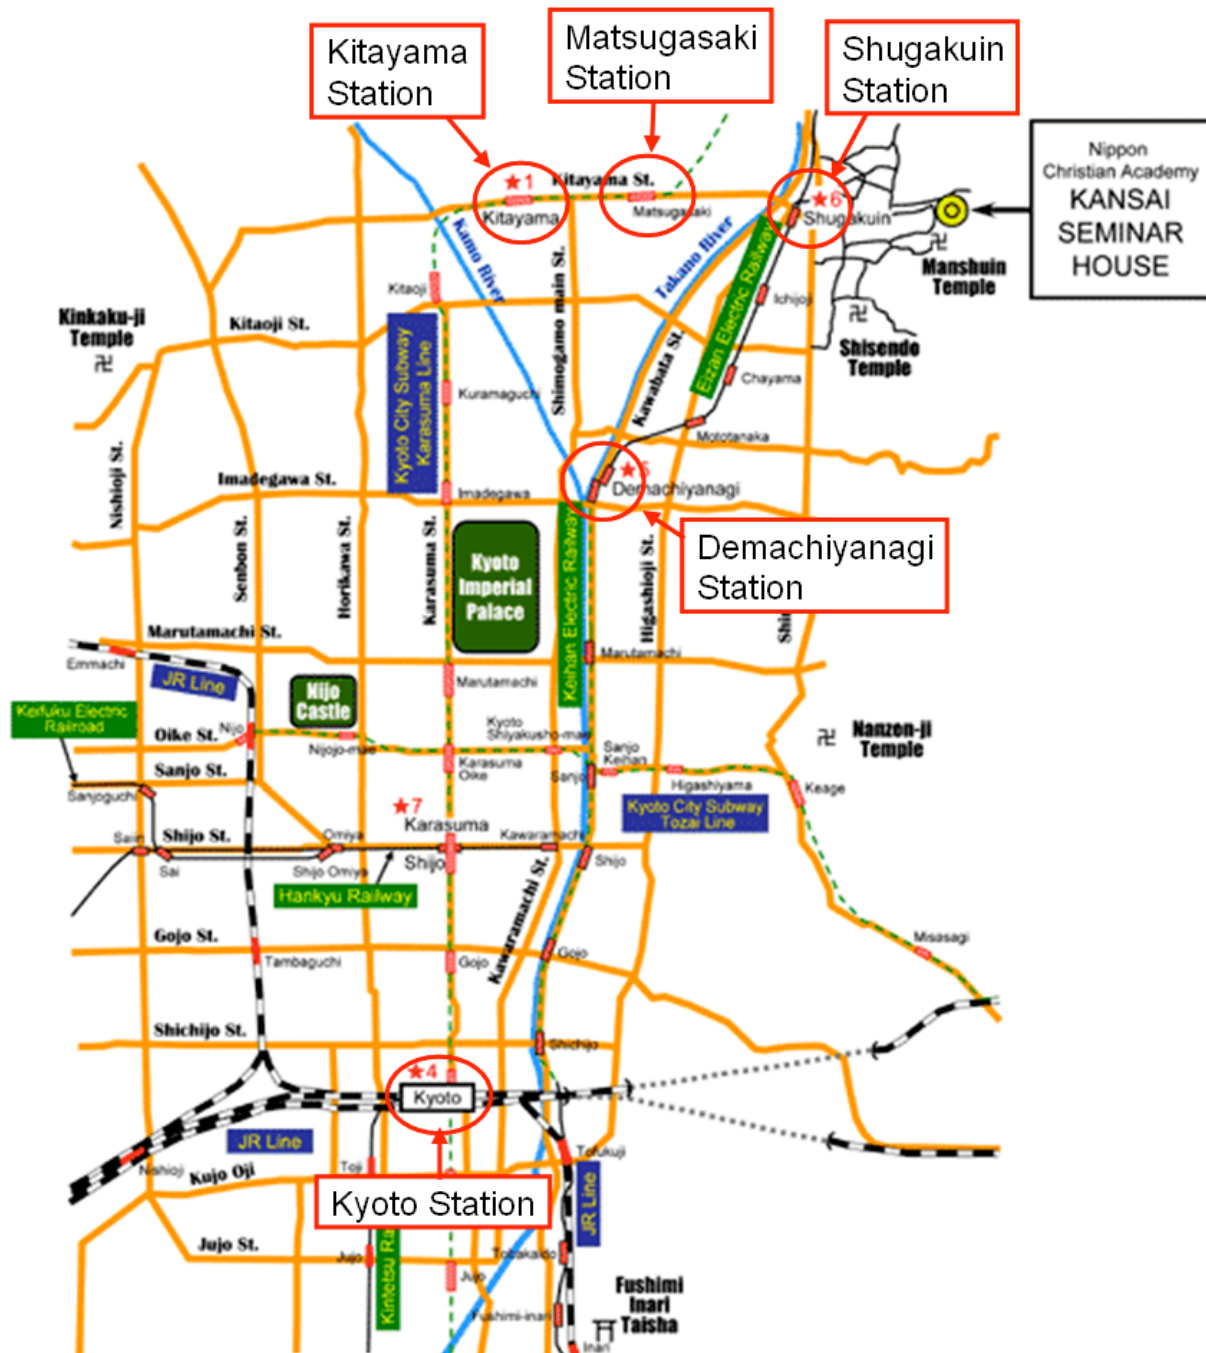 Kitayama
Station
Matsugasaki
Station
Shugakuin
Station
Nippon
Christian Academy
KANSAI
SEMINAR
HOUSE
★1
Kitayama St.
Kitayama
Matsugasaki
★6
Shugakuin
Kamo River
Takano River
Eizan Electric Railway
Manshuin
Temple
卍
Kitaoji
Ichijoji
Shimogamo main St.
Kinkaku-ji
Temple
卍
Kitaoji St.
Kyoto City Subway
Karasuma Line
Kawabata St.
卍
Shisendo
Temple
Kuramaguchi
Chayama
Mototanaka
Nishioji St.
Imadegawa St.
Imadegawa
★5
Demachiyanagi
Demachiyanagi
Station
Senbon St.
Horikawa St.
Karasuma St.
Kyoto
Imperial
Palace
Keihan Electric Railway
Higashioji St.
Shi
Marutamachi St.
Emmachi
JR Line
Marutamachi
Marutamachi
Nijo
Castle
Keifuku Electric
Railroad
Oike St.
Nijo
Nijojo-mae
Kyoto
Shiyakusho-mae
Karasuma
Oike
Sanjo
Keihan
Sanjo
Higashiyama
Keage
卍
Nanzen-ji
Temple
Sanjo St.
Sanjoguchi
Kyoto City Subway
Tozai Line
★7
Karasuma
Saiin
Shijo St.
Omiya
Kawaramachi
Sai
Shijo Omiya
Shijo
Shijo
Hankyu Railway
Kawaramachi St.
Gojo St.
Tambaguchi
Gojo
Gojo
Misasagi
Shichijo St.
Shichijo
★4
Kyoto
JR Line
Nishioji
Kujo Oji
Toji
Tofukuji
Kyoto Station
JR Line
Jujo St.
Jujo
Kintetsu Ra
Jujo
Tobakaido
Fushimi-inari
Fushimi
Inari
Taisha
Inari